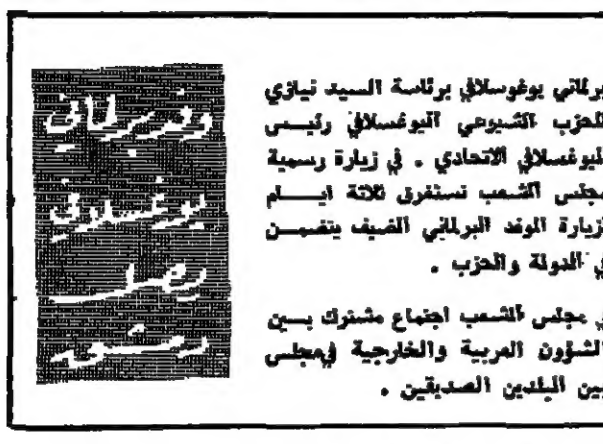 وفد برلماني
يوغسلافي
يصل
دمشق
برلماني يوغوسلافي برئاسة السيد نيازي
للحزب الشيوعي اليوغسلافي رئيس
اليوغسلافي الاتحادي . في زيارة رسمية
مجلس الشعب تستغرق ثلاثة ايام
لزيارة الوفد البرلماني الضيف يتضمن
في الدولة والحزب .
في مجلس الشعب اجتماع مشترك بين
الشؤون العربية والخارجية في مجلس
بين البلدين الصديقين .